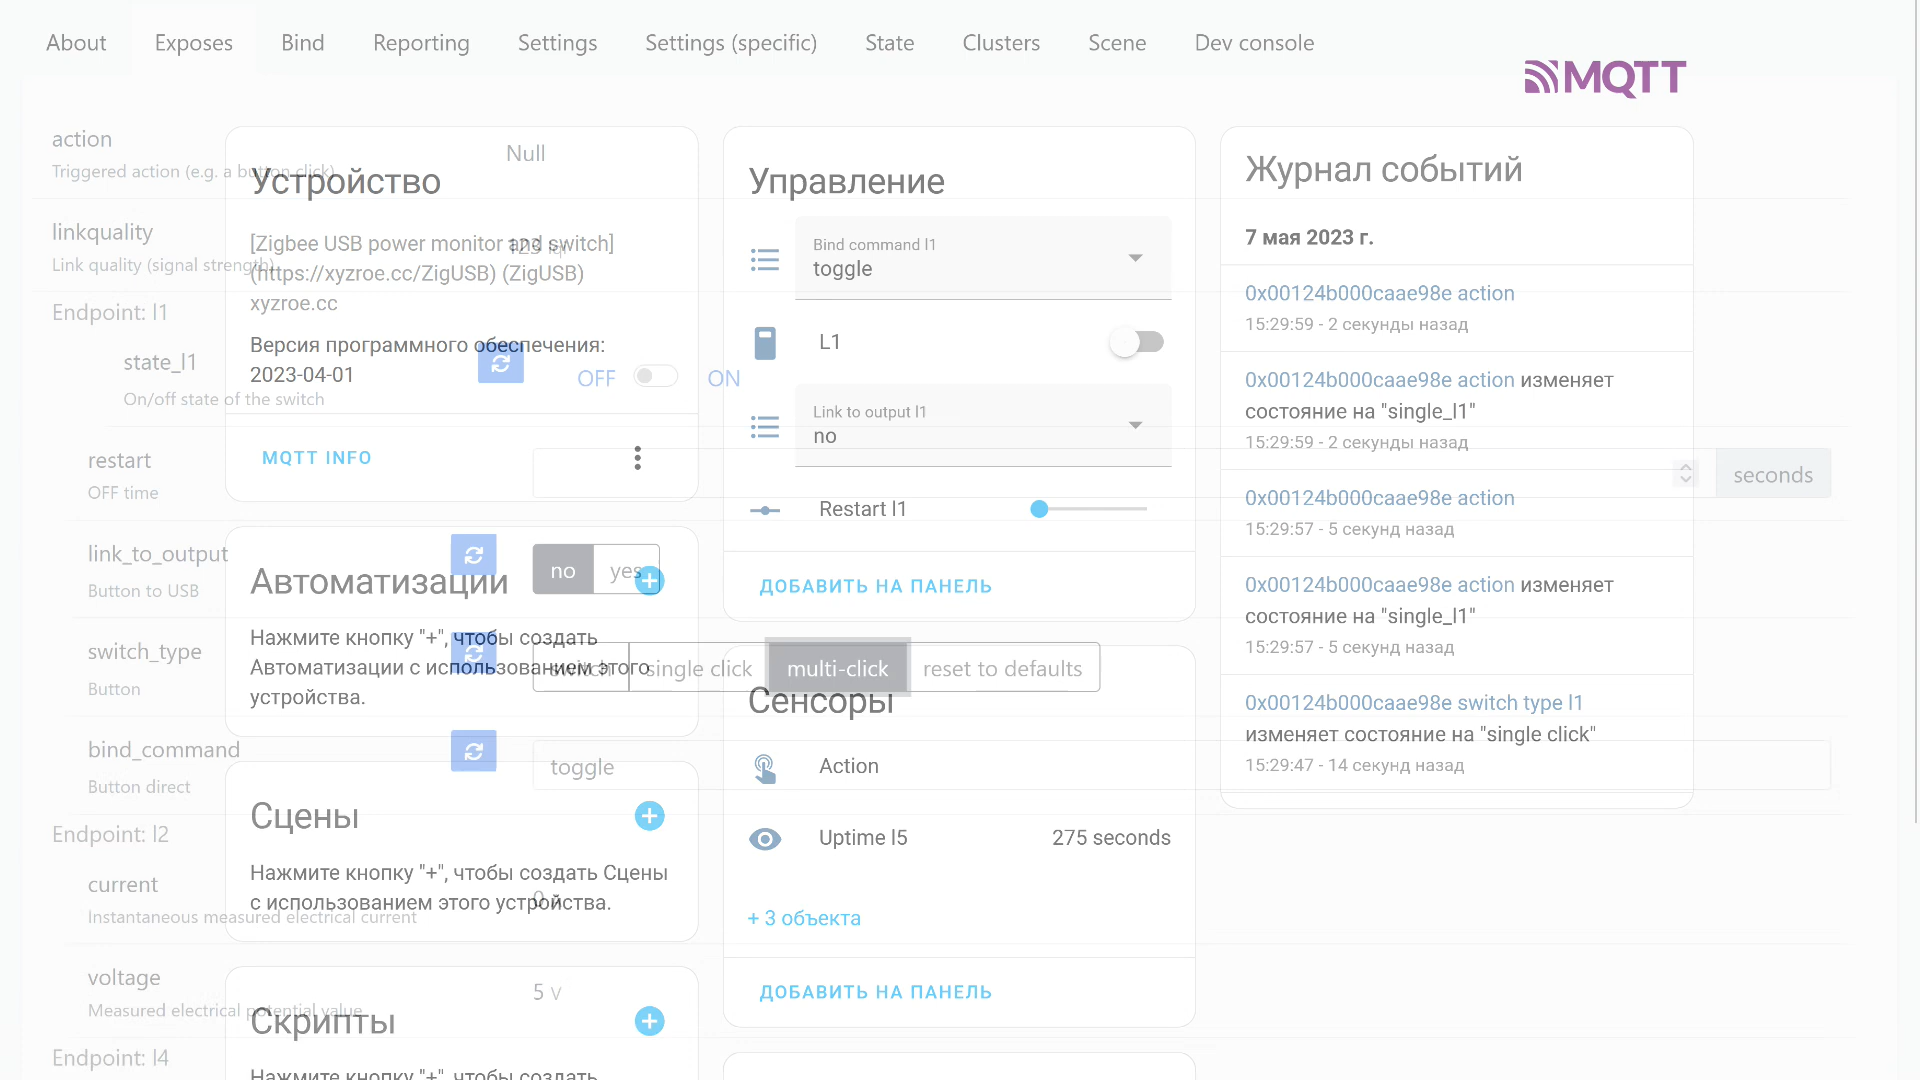 About Exposes Bind Reporting Settings Settings (specific) State Clusters Scene Dev console
MQTT
action
Triggered action (e.g. a button click)
Null
linkquality
Link quality (signal strength)
123 lqi
Endpoint: l1
state_l1
On/off state of the switch
OFF ON
restart
OFF time
seconds
link_to_output
Button to USB
no yes
switch_type
Button
switch single click multi-click reset to defaults
bind_command
Button direct
toggle
Endpoint: l2
current
Instantaneous measured electrical current
0
voltage
Measured electrical potential value
5 V
Endpoint: l4
Устройство
[Zigbee USB power monitor and switch]
(https://xyzroe.cc/ZigUSB) (ZigUSB)
xyzroe.cc
Версия программного обеспечения:
2023-04-01
MQTT INFO
Автоматизации
Нажмите кнопку "+", чтобы создать
Автоматизации с использованием этого
устройства.
Сцены
Нажмите кнопку "+", чтобы создать Сцены
с использованием этого устройства.
Скрипты
Нажмите кнопку "+", чтобы создать
Управление
Bind command l1
toggle
L1
Link to output l1
no
Restart l1
ДОБАВИТЬ НА ПАНЕЛЬ
Сенсоры
Action
Uptime l5 275 seconds
+ 3 объекта
ДОБАВИТЬ НА ПАНЕЛЬ
Журнал событий
7 мая 2023 г.
0x00124b000caae98e action
15:29:59 - 2 секунды назад
0x00124b000caae98e action изменяет
состояние на "single_l1"
15:29:59 - 2 секунды назад
0x00124b000caae98e action
15:29:57 - 5 секунд назад
0x00124b000caae98e action изменяет
состояние на "single_l1"
15:29:57 - 5 секунд назад
0x00124b000caae98e switch type l1
изменяет состояние на "single click"
15:29:47 - 14 секунд назад